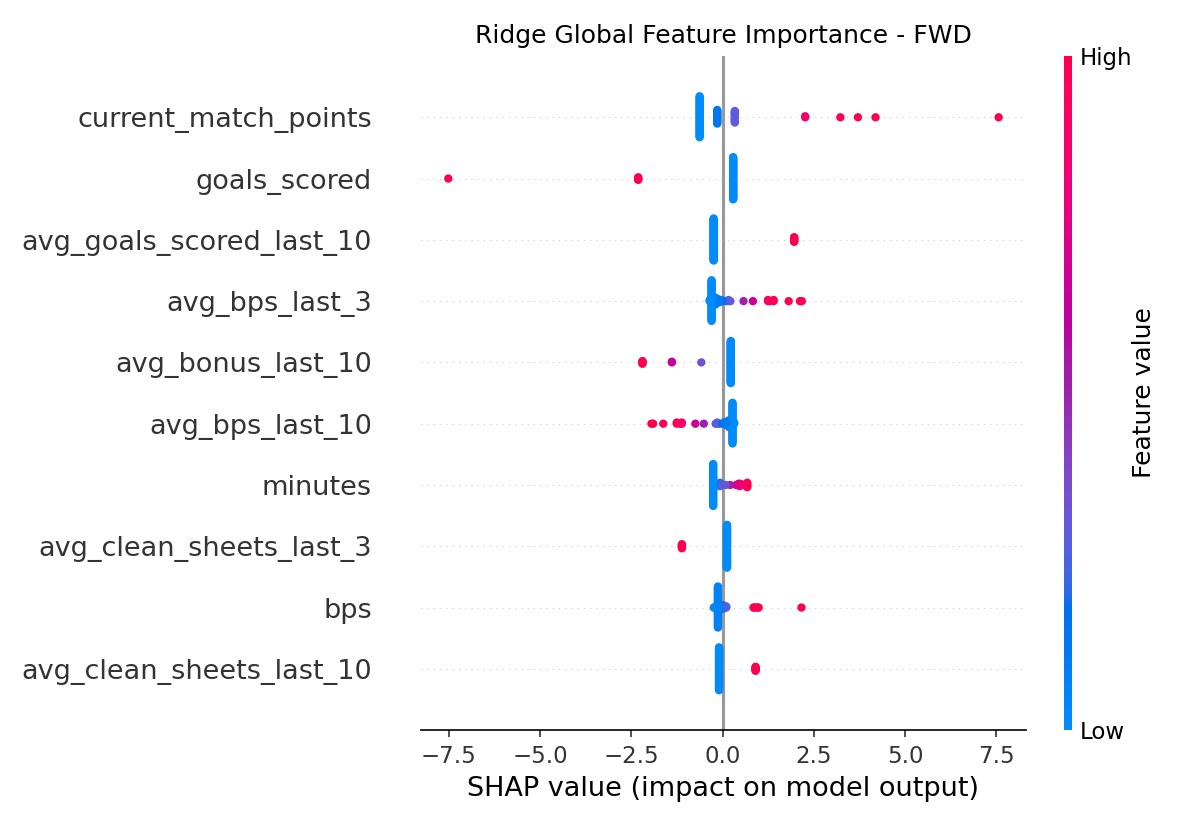 Ridge Global Feature Importance - FWD
High
current_match_points
goals_scored
avg_goals_scored_last_10
avg_bps_last_3
avg_bonus_last_10
avg_bps_last_10
minutes
avg_clean_sheets_last_3
bps
avg_clean_sheets_last_10
Feature value
Low
−7.5 −5.0 −2.5 0.0 2.5 5.0 7.5
SHAP value (impact on model output)